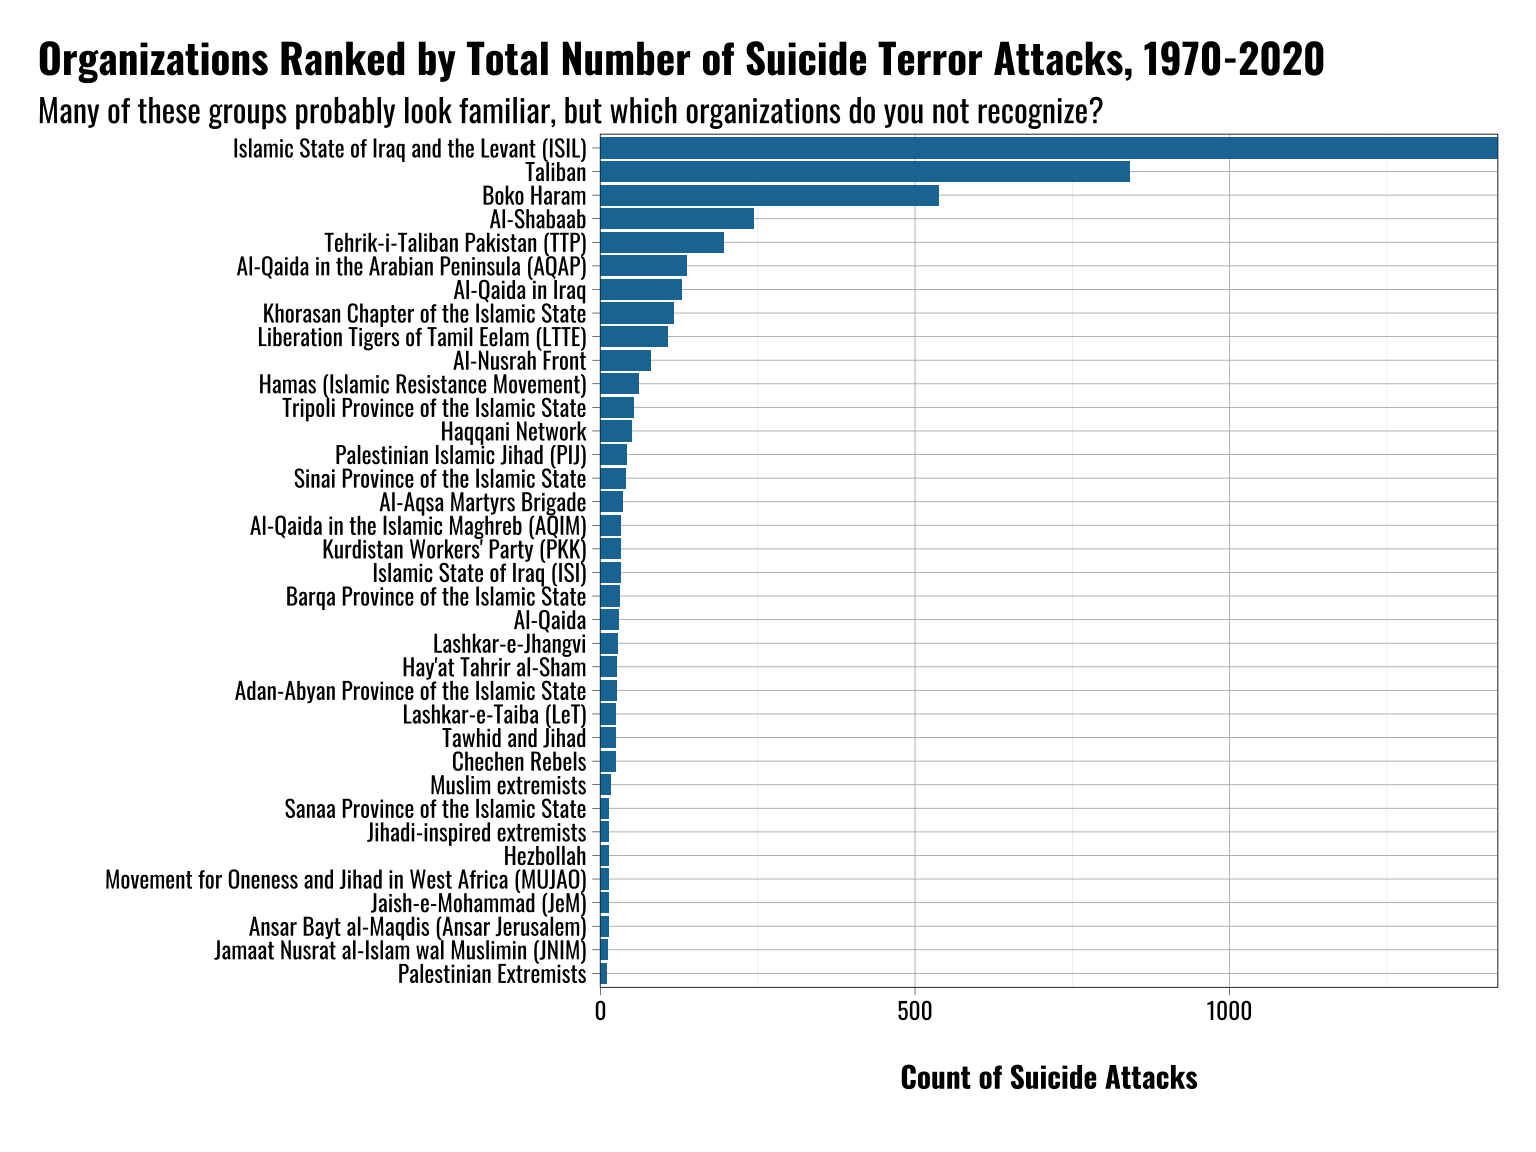 Organizations Ranked by Total Number of Suicide Terror Attacks, 1970-2020
Many of these groups probably look familiar, but which organizations do you not recognize?
Islamic State of Iraq and the Levant (ISIL)
Taliban
Boko Haram
Al-Shabaab
Tehrik-i-Taliban Pakistan (TTP)
Al-Qaida in the Arabian Peninsula (AQAP)
Al-Qaida in Iraq
Khorasan Chapter of the Islamic State
Liberation Tigers of Tamil Eelam (LTTE)
Al-Nusrah Front
Hamas (Islamic Resistance Movement)
Tripoli Province of the Islamic State
Haqqani Network
Palestinian Islamic Jihad (PIJ)
Sinai Province of the Islamic State
Al-Aqsa Martyrs Brigade
Al-Qaida in the Islamic Maghreb (AQIM)
Kurdistan Workers' Party (PKK)
Islamic State of Iraq (ISI)
Barqa Province of the Islamic State
Al-Qaida
Lashkar-e-Jhangvi
Hay'at Tahrir al-Sham
Adan-Abyan Province of the Islamic State
Lashkar-e-Taiba (LeT)
Tawhid and Jihad
Chechen Rebels
Muslim extremists
Sanaa Province of the Islamic State
Jihadi-inspired extremists
Hezbollah
Movement for Oneness and Jihad in West Africa (MUJAO)
Jaish-e-Mohammad (JeM)
Ansar Bayt al-Maqdis (Ansar Jerusalem)
Jamaat Nusrat al-Islam wal Muslimin (JNIM)
Palestinian Extremists
0 500 1000
Count of Suicide Attacks